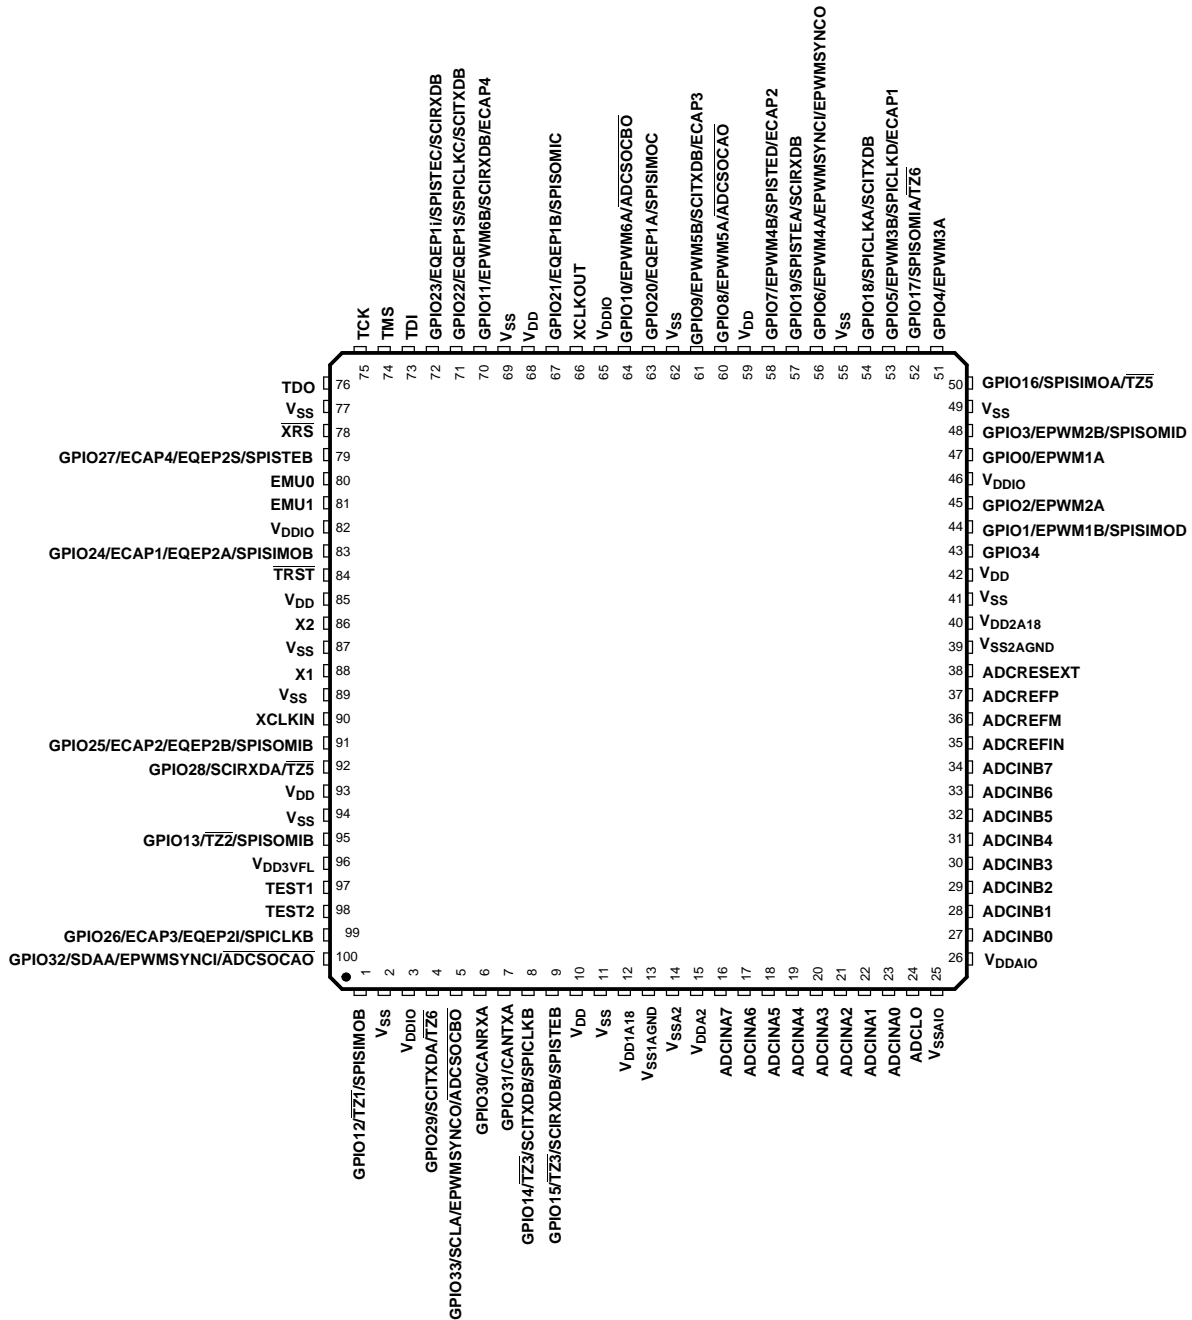 GPIO6/EPWM4A/EPWMSYNCI/EPWMSYNCO
TCK
TMS
TDI
GPIO23/EQEP1i/SPISTEC/SCIRXDB
GPIO22/EQEP1S/SPICLKC/SCITXDB
GPIO11/EPWM6B/SCIRXDB/ECAP4
VSS
VDD
GPIO21/EQEP1B/SPISOMIC
XCLKOUT
VDDIO
GPIO10/EPWM6A/ADCSOCBO
GPIO20/EQEP1A/SPISIMOC
VSS
GPIO9/EPWM5B/SCITXDB/ECAP3
GPIO8/EPWM5A/ADCSOCAO
VDD
GPIO7/EPWM4B/SPISTED/ECAP2
GPIO19/SPISTEA/SCIRXDB
VSS
GPIO18/SPICLKA/SCITXDB
GPIO5/EPWM3B/SPICLKD/ECAP1
GPIO17/SPISOMIA/TZ6
GPIO4/EPWM3A
75
74
73
72
71
70
69
68
67
66
65
64
63
62
61
60
59
58
57
56
55
54
53
52
51
TDO 76
VSS 77
XRS 78
GPIO27/ECAP4/EQEP2S/SPISTEB 79
EMU0 80
EMU1 81
VDDIO 82
GPIO24/ECAP1/EQEP2A/SPISIMOB 83
TRST 84
VDD 85
X2 86
VSS 87
X1 88
VSS 89
XCLKIN 90
GPIO25/ECAP2/EQEP2B/SPISOMIB 91
GPIO28/SCIRXDA/TZ5 92
VDD 93
VSS 94
GPIO13/TZ2/SPISOMIB 95
VDD3VFL 96
TEST1 97
TEST2 98
GPIO26/ECAP3/EQEP2I/SPICLKB 99
GPIO32/SDAA/EPWMSYNCI/ADCSOCAO 100
50 GPIO16/SPISIMOA/TZ5
49 VSS
48 GPIO3/EPWM2B/SPISOMID
47 GPIO0/EPWM1A
46 VDDIO
45 GPIO2/EPWM2A
44 GPIO1/EPWM1B/SPISIMOD
43 GPIO34
42 VDD
41 VSS
40 VDD2A18
39 VSS2AGND
38 ADCRESEXT
37 ADCREFP
36 ADCREFM
35 ADCREFIN
34 ADCINB7
33 ADCINB6
32 ADCINB5
31 ADCINB4
30 ADCINB3
29 ADCINB2
28 ADCINB1
27 ADCINB0
26 VDDAIO
1
2
3
4
5
6
7
8
9
10
11
12
13
14
15
16
17
18
19
20
21
22
23
24
25
GPIO12/TZ1/SPISIMOB
VSS
VDDIO
GPIO29/SCITXDA/TZ6
GPIO33/SCLA/EPWMSYNCO/ADCSOCBO
GPIO30/CANRXA
GPIO31/CANTXA
GPIO14/TZ3/SCITXDB/SPICLKB
GPIO15/TZ3/SCIRXDB/SPISTEB
VDD
VSS
VDD1A18
VSS1AGND
VSSA2
VDDA2
ADCINA7
ADCINA6
ADCINA5
ADCINA4
ADCINA3
ADCINA2
ADCINA1
ADCINA0
ADCLO
VSSAIO